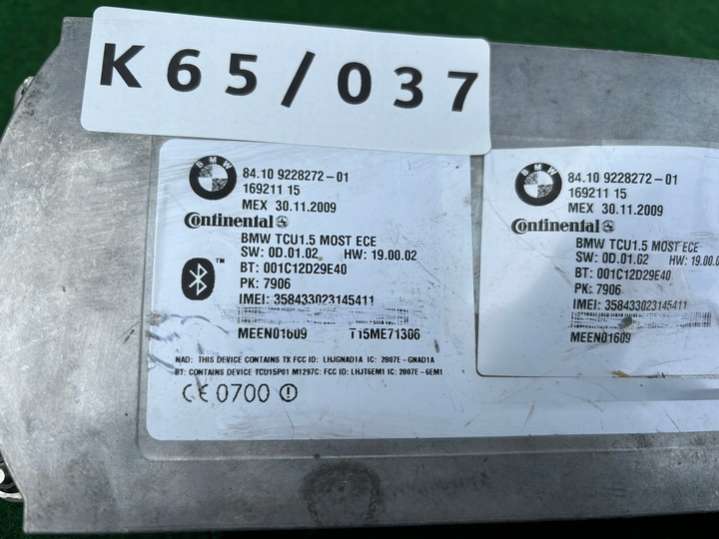 K65/037
BMW
84.10 9228272-01
169211 15
MEX 30.11.2009
Continental
BMW TCU1.5 MOST ECE
SW: 0D.01.02 HW: 19.00.02
™
BT: 001C12D29E40
PK: 7906
IMEI: 358433023145411
MEEN01609 T15ME71306
NAD: THIS DEVICE CONTAINS TX FCC ID: LHJGNAD1A IC: 2807E-GNAD1A
BT: CONTAINS DEVICE TCU15P01 M1297C: FCC ID: LHJT6EM1 IC: 2807E-6EM1
CE 0700
BMW
84.10 9228272-01
169211 15
MEX 30.11.2009
Continental
BMW TCU1.5 MOST ECE
SW: 0D.01.02 HW: 19.00.0
BT: 001C12D29E40
PK: 7906
IMEI: 358433023145411
MEEN01609